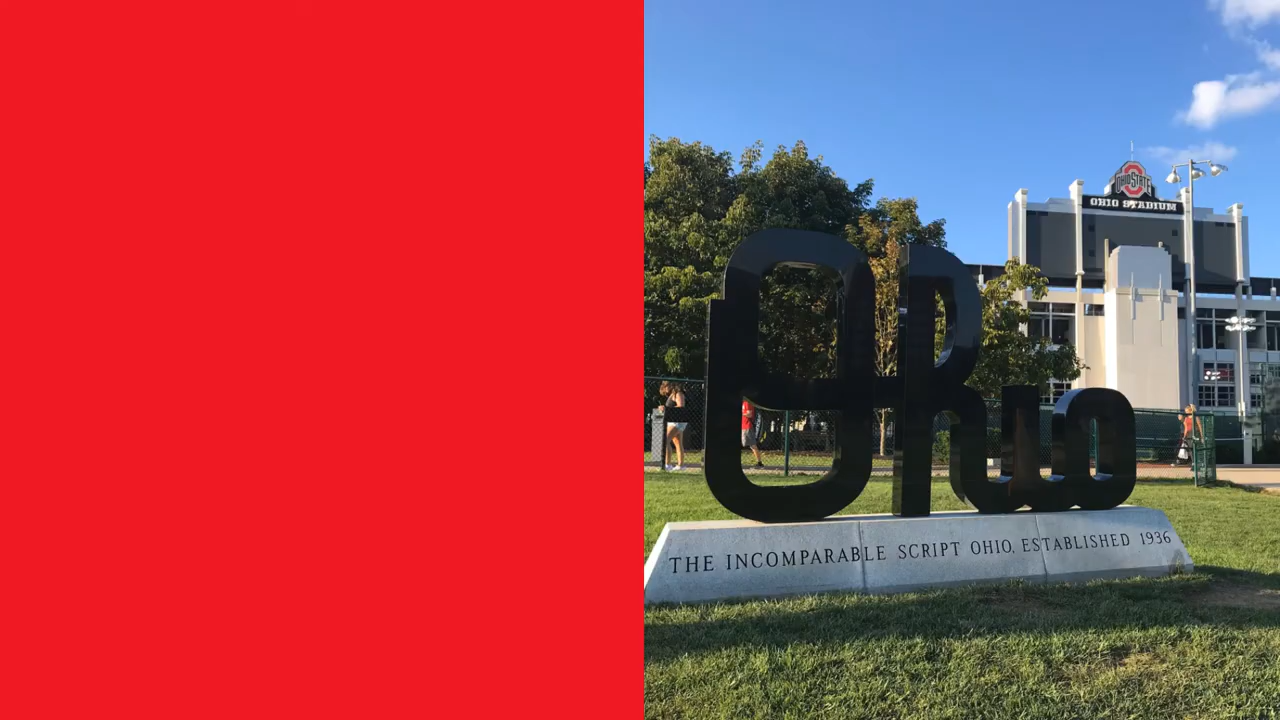 OHIO STATE
OHIO STADIUM
Ohio
THE INCOMPARABLE SCRIPT OHIO, ESTABLISHED 1936